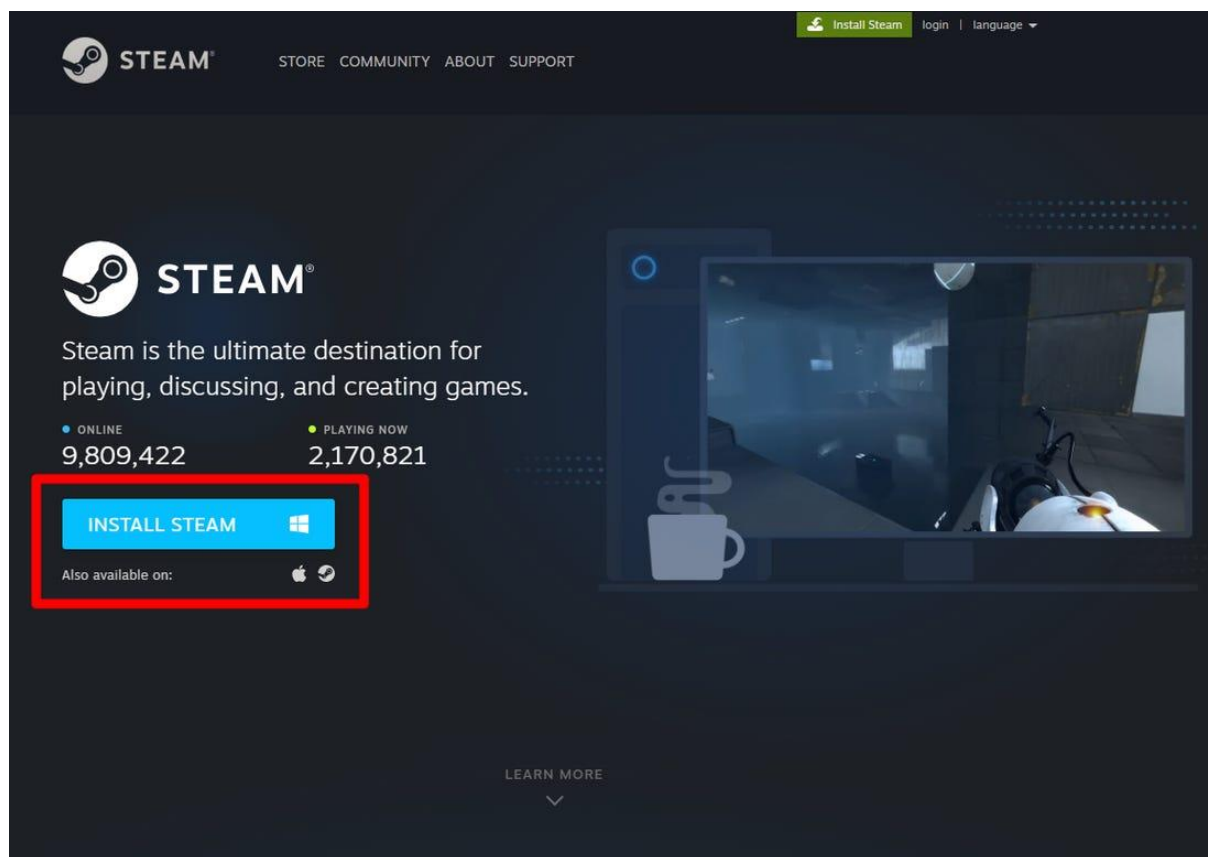 Install Steam login | language
STEAM®
STORE COMMUNITY ABOUT SUPPORT
STEAM®
Steam is the ultimate destination for
playing, discussing, and creating games.
ONLINE
9,809,422
PLAYING NOW
2,170,821
INSTALL STEAM
Also available on:
LEARN MORE